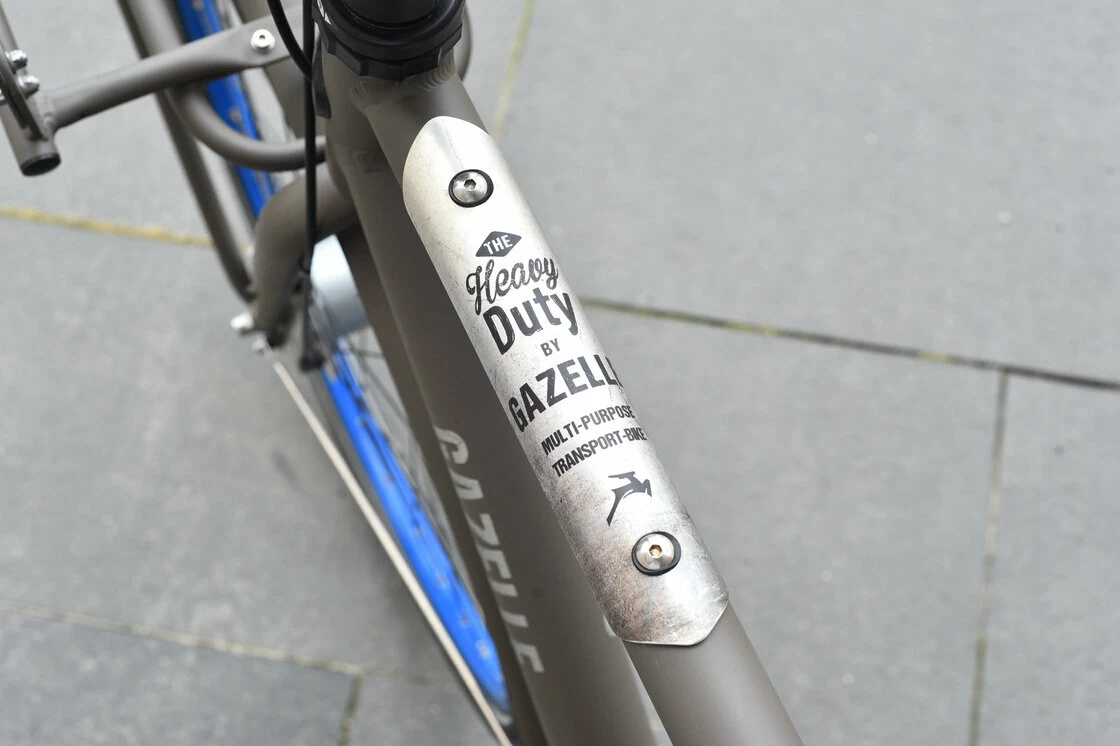 THE
Heavy
Duty
BY
GAZELLE
MULTI-PURPOSE
TRANSPORT-BIKE
GAZELLE